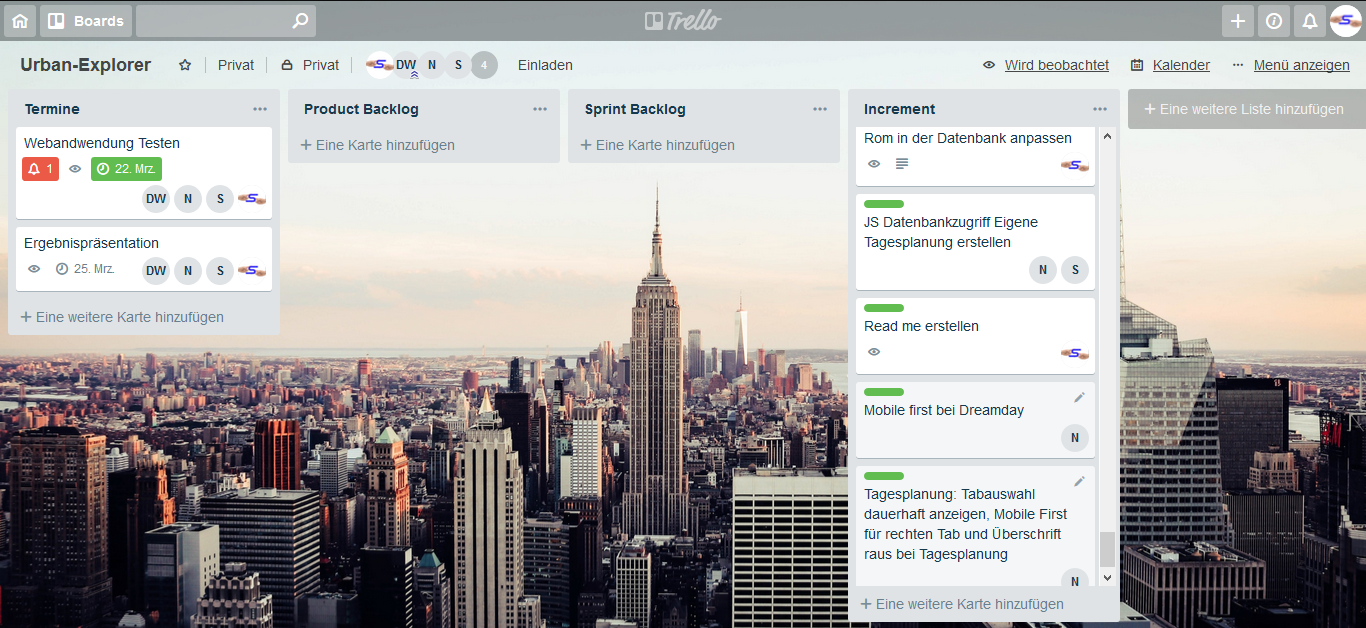 Boards
Trello
Urban-Explorer
Privat
Privat
S
DW
N
S
4
Einladen
Wird beobachtet
Kalender
Menü anzeigen
Termine
Webandwendung Testen
1
22. Mrz.
DW
N
S
S
Ergebnispräsentation
25. Mrz.
DW
N
S
S
+ Eine weitere Karte hinzufügen
Product Backlog
+ Eine Karte hinzufügen
Sprint Backlog
+ Eine Karte hinzufügen
Increment
Rom in der Datenbank anpassen
S
JS Datenbankzugriff Eigene
Tagesplanung erstellen
N
S
Read me erstellen
S
Mobile first bei Dreamday
N
Tagesplanung: Tabauswahl
dauerhaft anzeigen, Mobile First
für rechten Tab und Überschrift
raus bei Tagesplanung
N
+ Eine weitere Karte hinzufügen
+ Eine weitere Liste hinzufügen